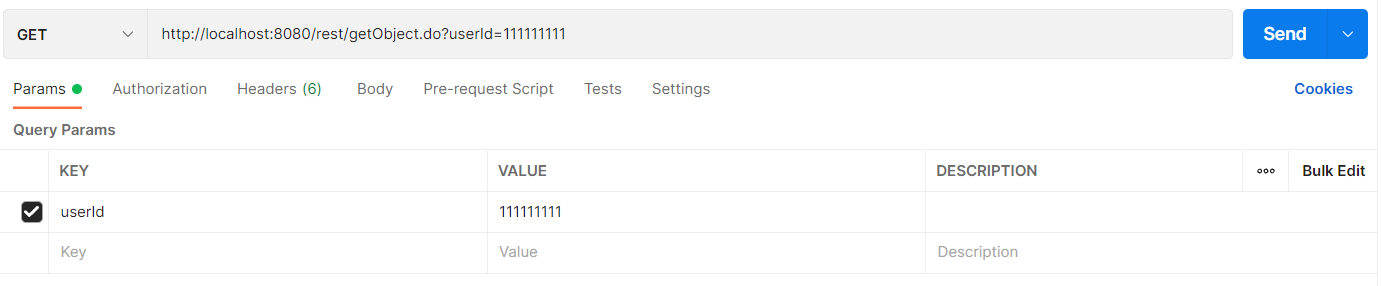 GET http://localhost:8080/rest/getObject.do?userId=111111111 Send
Params Authorization Headers (6) Body Pre-request Script Tests Settings Cookies
Query Params
KEY VALUE DESCRIPTION ooo Bulk Edit
userId 111111111
Key Value Description